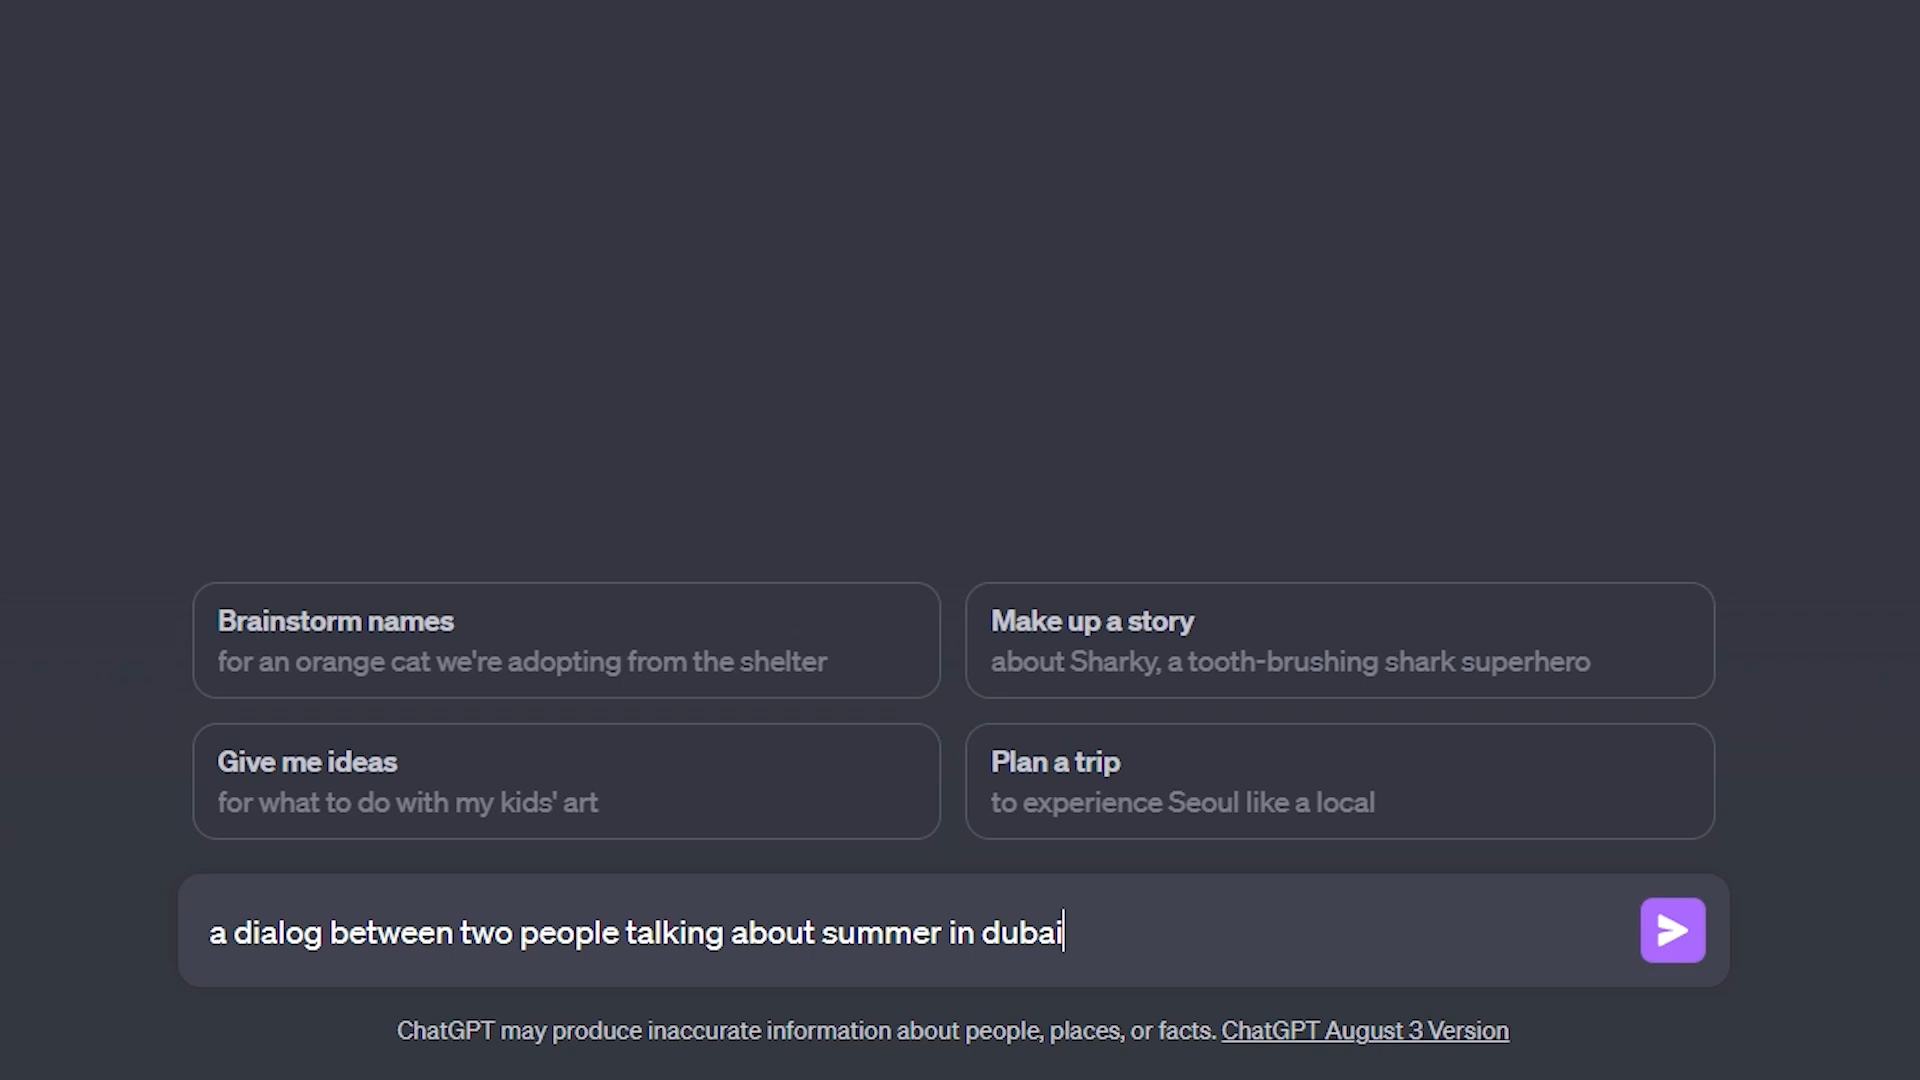 Brainstorm names
for an orange cat we're adopting from the shelter
Make up a story
about Sharky, a tooth-brushing shark superhero
Give me ideas
for what to do with my kids' art
Plan a trip
to experience Seoul like a local
a dialog between two people talking about summer in dubai
ChatGPT may produce inaccurate information about people, places, or facts. ChatGPT August 3 Version